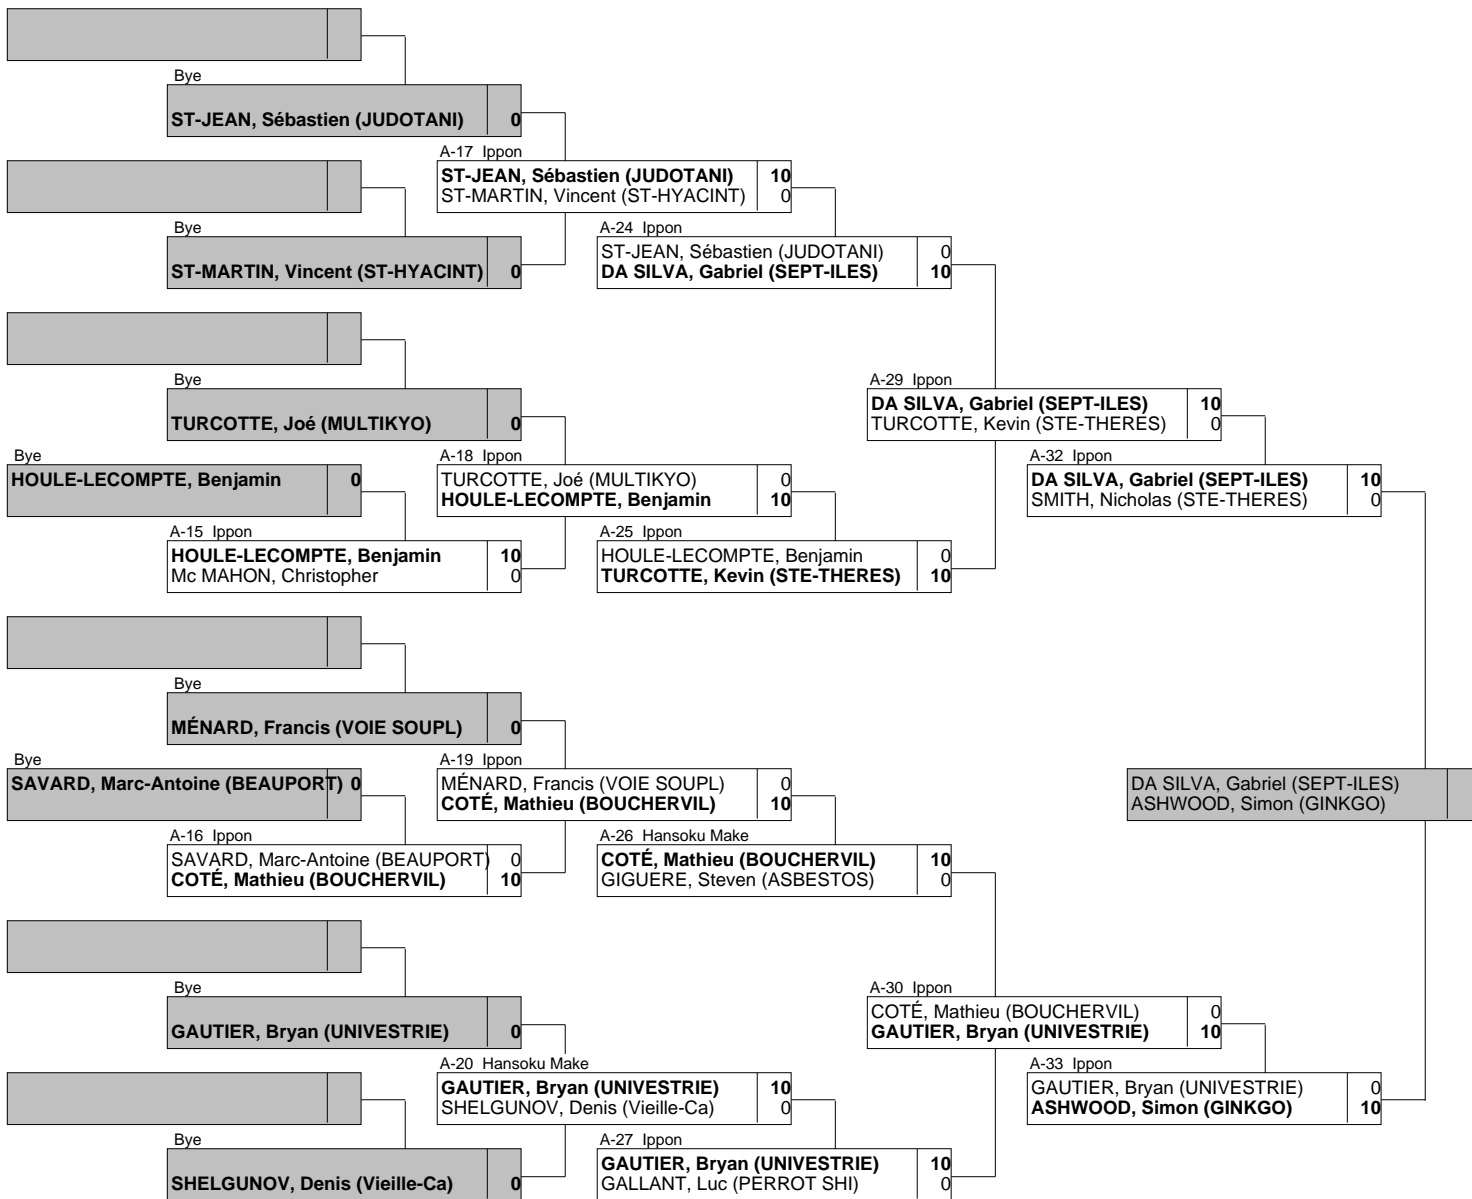 Bye
ST-JEAN, Sébastien (JUDOTANI) 0
A-17 Ippon
ST-JEAN, Sébastien (JUDOTANI) 10
ST-MARTIN, Vincent (ST-HYACINT) 0
Bye
ST-MARTIN, Vincent (ST-HYACINT) 0
A-24 Ippon
ST-JEAN, Sébastien (JUDOTANI) 0
DA SILVA, Gabriel (SEPT-ILES) 10
Bye
TURCOTTE, Joé (MULTIKYO) 0
A-29 Ippon
DA SILVA, Gabriel (SEPT-ILES) 10
TURCOTTE, Kevin (STE-THERES) 0
Bye
HOULE-LECOMPTE, Benjamin 0
A-18 Ippon
TURCOTTE, Joé (MULTIKYO) 0
HOULE-LECOMPTE, Benjamin 10
A-32 Ippon
DA SILVA, Gabriel (SEPT-ILES) 10
SMITH, Nicholas (STE-THERES) 0
A-15 Ippon
HOULE-LECOMPTE, Benjamin 10
Mc MAHON, Christopher 0
A-25 Ippon
HOULE-LECOMPTE, Benjamin 0
TURCOTTE, Kevin (STE-THERES) 10
Bye
MÉNARD, Francis (VOIE SOUPL) 0
Bye
SAVARD, Marc-Antoine (BEAUPORT) 0
A-19 Ippon
MÉNARD, Francis (VOIE SOUPL) 0
COTÉ, Mathieu (BOUCHERVIL) 10
DA SILVA, Gabriel (SEPT-ILES)
ASHWOOD, Simon (GINKGO)
A-16 Ippon
SAVARD, Marc-Antoine (BEAUPORT) 0
COTÉ, Mathieu (BOUCHERVIL) 10
A-26 Hansoku Make
COTÉ, Mathieu (BOUCHERVIL) 10
GIGUERE, Steven (ASBESTOS) 0
Bye
GAUTIER, Bryan (UNIVESTRIE) 0
A-30 Ippon
COTÉ, Mathieu (BOUCHERVIL) 0
GAUTIER, Bryan (UNIVESTRIE) 10
A-20 Hansoku Make
GAUTIER, Bryan (UNIVESTRIE) 10
SHELGUNOV, Denis (Vieille-Ca) 0
A-33 Ippon
GAUTIER, Bryan (UNIVESTRIE) 0
ASHWOOD, Simon (GINKGO) 10
Bye
SHELGUNOV, Denis (Vieille-Ca) 0
A-27 Ippon
GAUTIER, Bryan (UNIVESTRIE) 10
GALLANT, Luc (PERROT SHI) 0